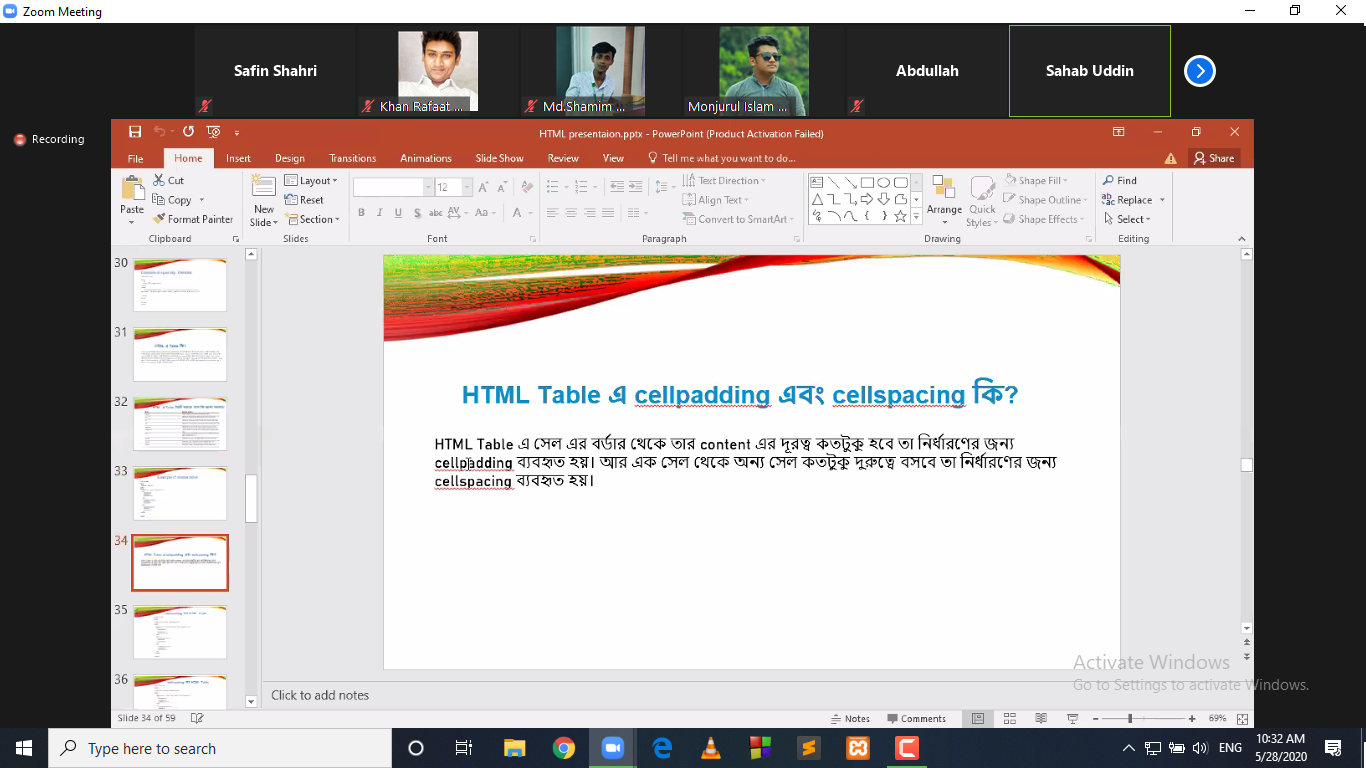 Zoom Meeting
Safin Shahri
Khan Rafaat ...
Md.Shamim ...
Monjurul Islam ...
Abdullah
Sahab Uddin
Recording
HTML presentaion.pptx - PowerPoint (Product Activation Failed)
File Home Insert Design Transitions Animations Slide Show Review View Tell me what you want to do... Share
Paste
Cut
Copy
Format Painter
Clipboard
New Slide
Layout
Reset
Section
Slides
12
B I U S abc AV Aa A
Font
Text Direction
Align Text
Convert to SmartArt
Paragraph
Arrange
Quick Styles
Shape Fill
Shape Outline
Shape Effects
Drawing
Find
Replace
Select
Editing
30
31
32
33
34
35
36
HTML Table এ cellpadding এবং cellspacing কি?
HTML Table এ সেল এর বর্ডার থেকে তার content এর দূরত্ব কতটুকু হবে তা নির্ধারণের জন্য
cellpadding ব্যবহৃত হয়। আর এক সেল থেকে অন্য সেল কতটুকু দূরুত্বে বসবে তা নির্ধারণের জন্য
cellspacing ব্যবহৃত হয়।
Activate Windows
Go to Settings to activate Windows.
Click to add notes
Slide 34 of 59
Notes
Comments
69%
Type here to search
ENG
10:32 AM
5/28/2020